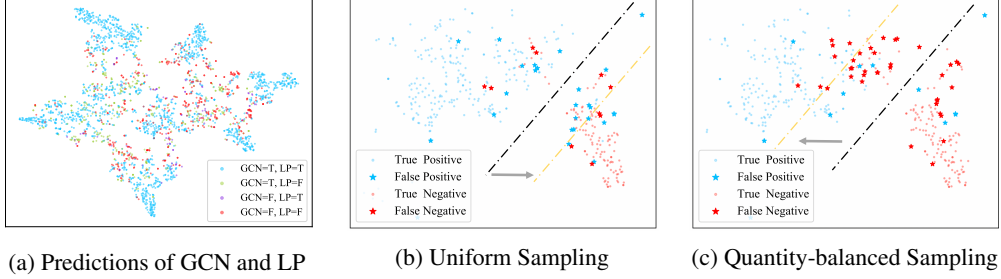 GCN=T, LP=T
GCN=T, LP=F
GCN=F, LP=T
GCN=F, LP=F
(a) Predictions of GCN and LP
True Positive
False Positive
True Negative
False Negative
(b) Uniform Sampling
True Positive
False Positive
True Negative
False Negative
(c) Quantity-balanced Sampling